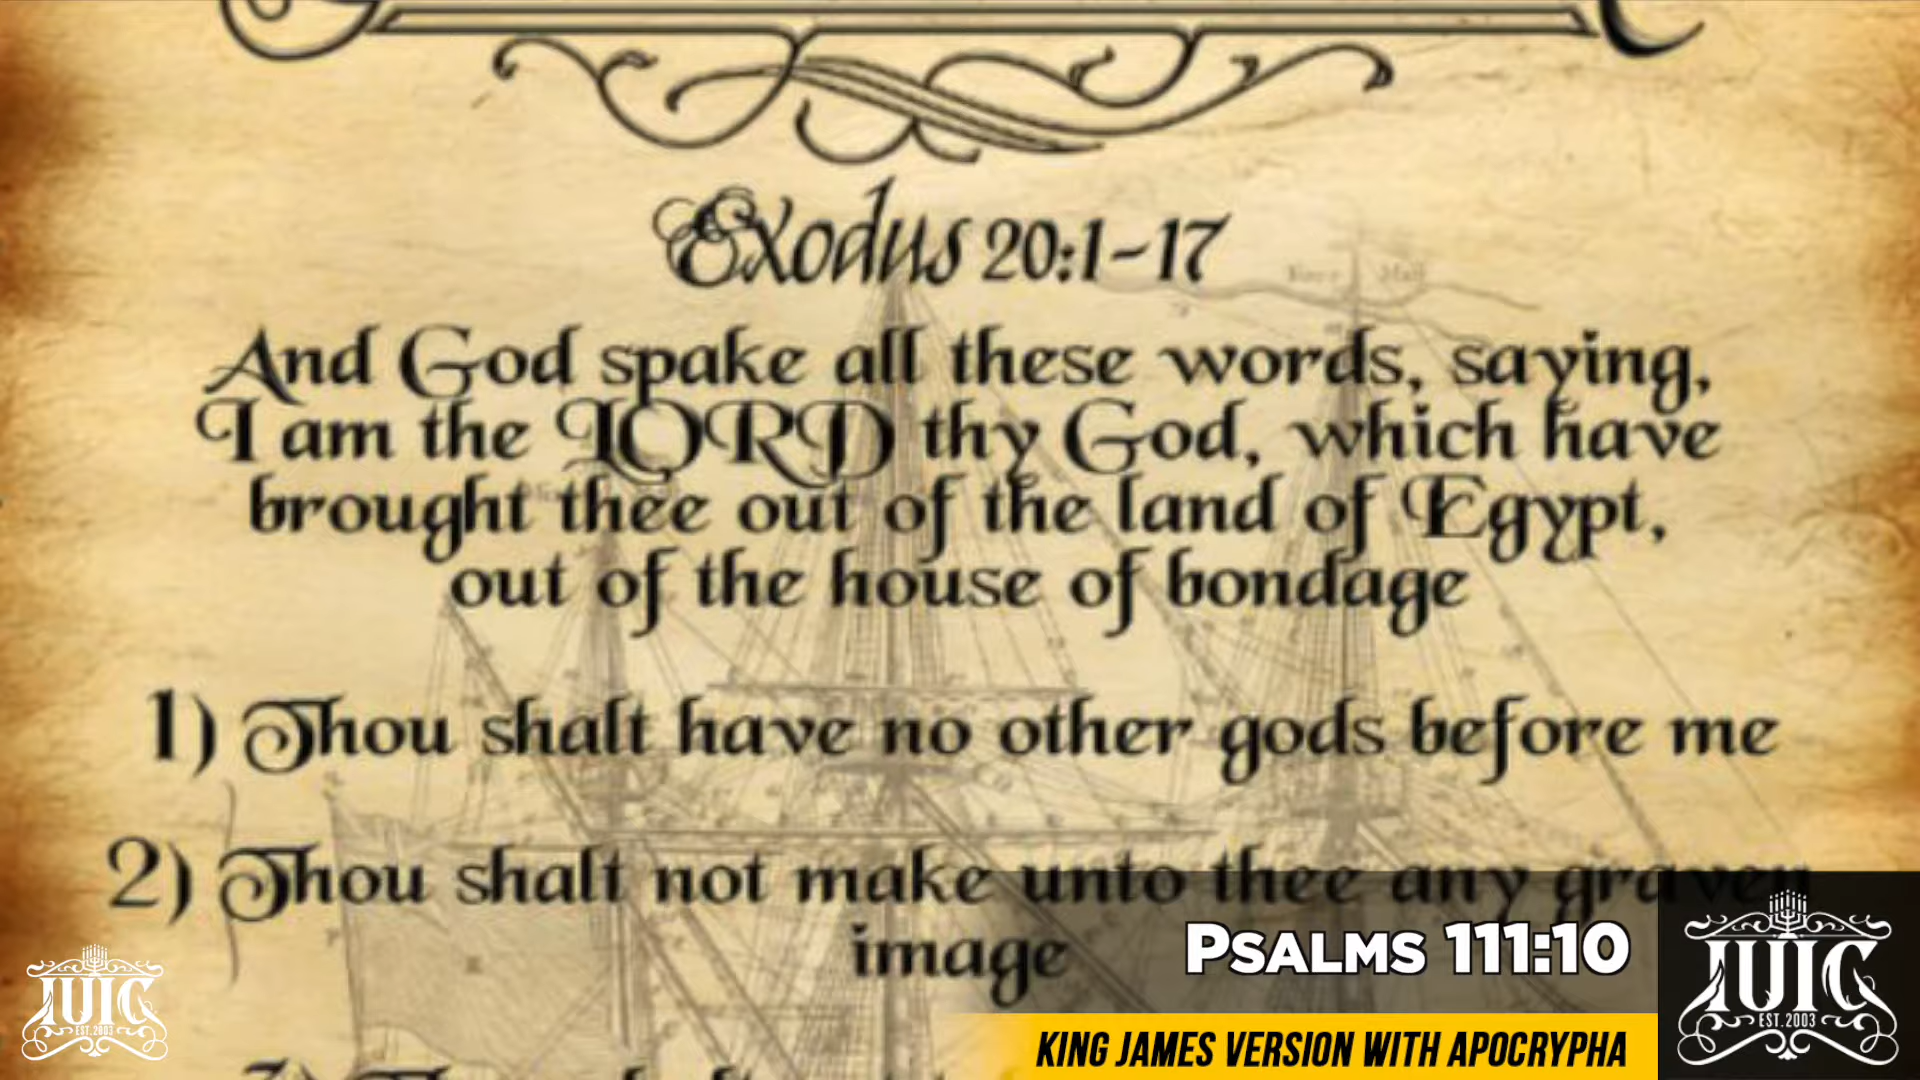 Exodus 20:1-17
And God spake all these words, saying,
I am the LORD thy God, which have
brought thee out of the land of Egypt,
out of the house of bondage
1) Thou shalt have no other gods before me
2) Thou shalt not make unto thee any graven
image
PSALMS 111:10
KING JAMES VERSION WITH APOCRYPHA
IUIC
EST.2003
IUIC
EST.2003